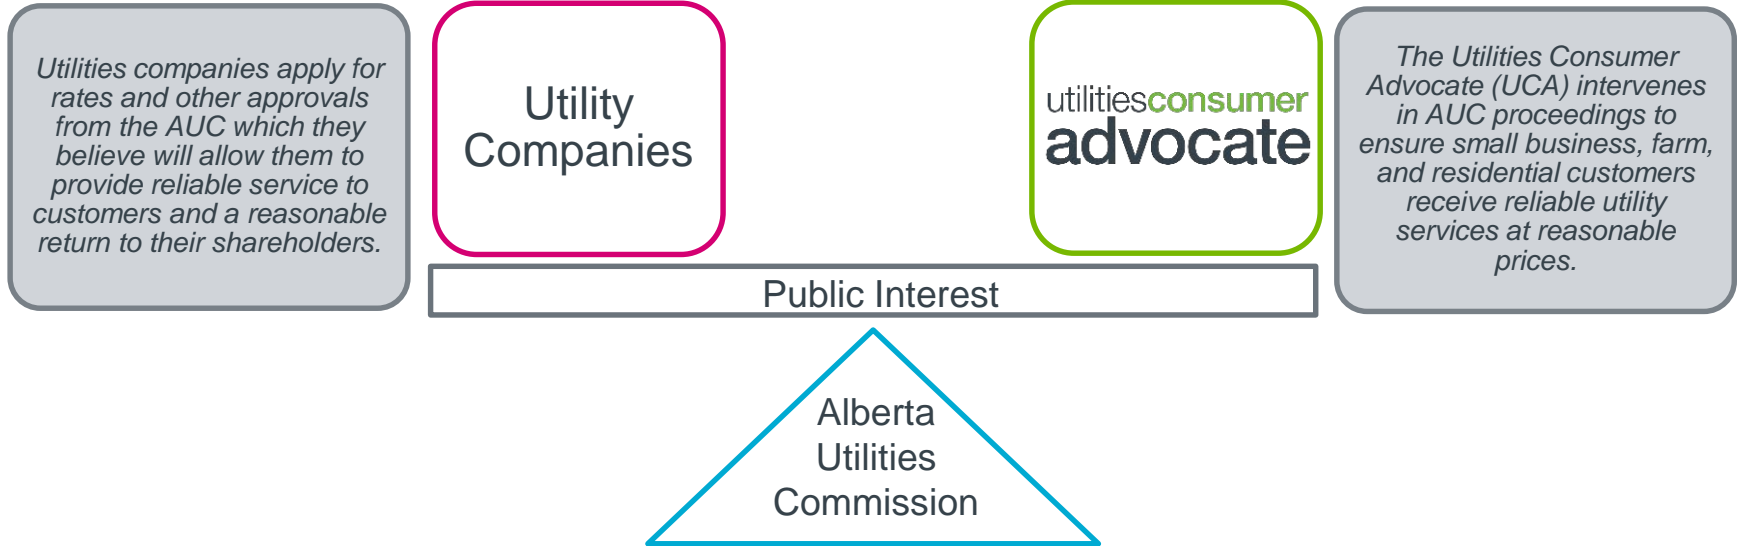 Utilities companies apply for
rates and other approvals
from the AUC which they
believe will allow them to
provide reliable service to
customers and a reasonable
return to their shareholders.
Utility
Companies
utilitiesconsumer
advocate
The Utilities Consumer
Advocate (UCA) intervenes
in AUC proceedings to
ensure small business, farm,
and residential customers
receive reliable utility
services at reasonable
prices.
Public Interest
Alberta
Utilities
Commission